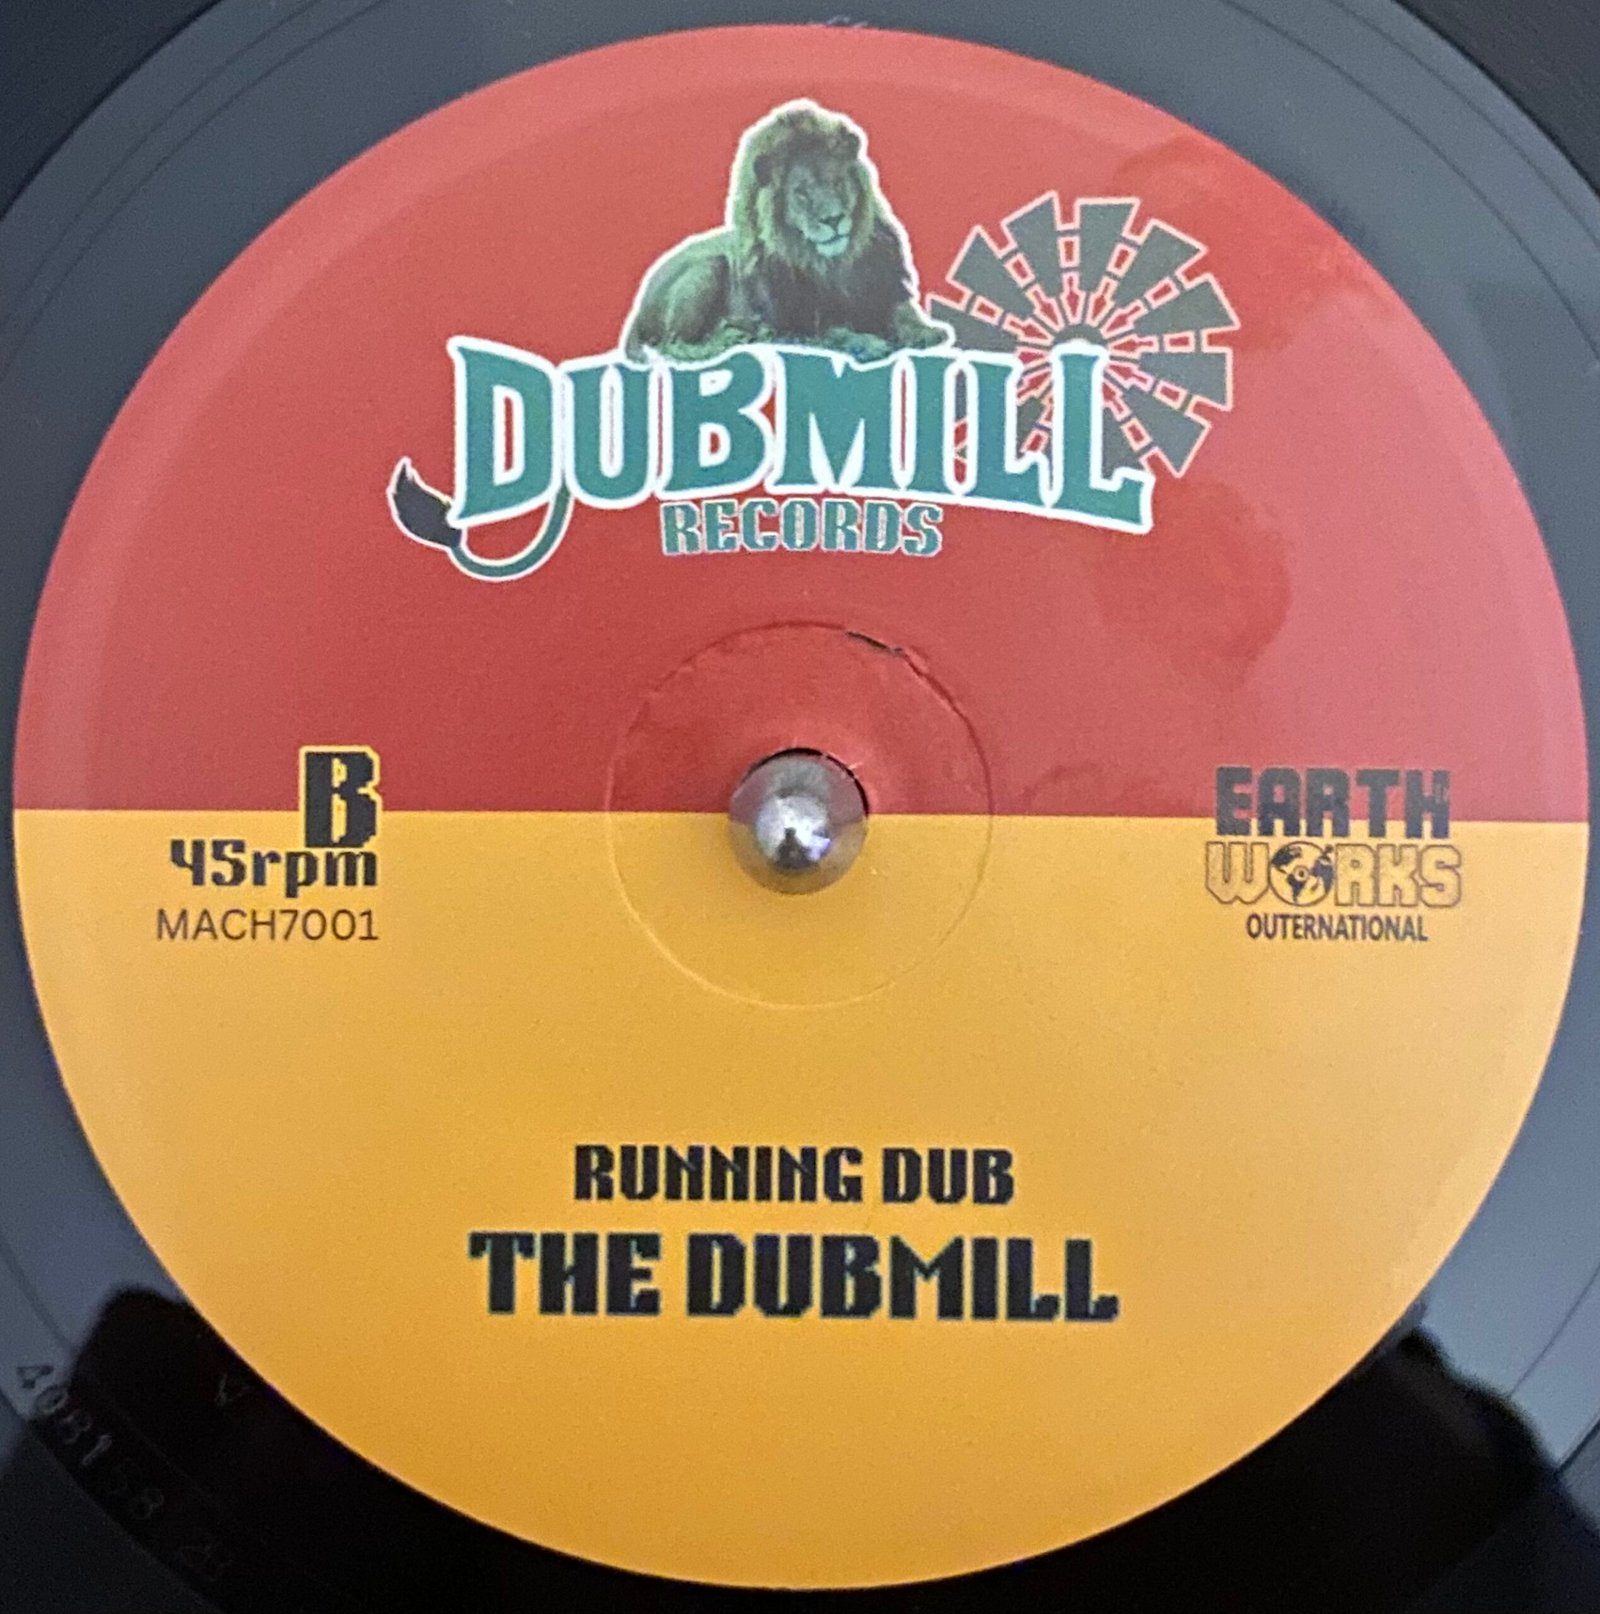 DUBMILL
RECORDS
B
45rpm
MACH7001
EARTH
WORKS
OUTERNATIONAL
RUNNING DUB
THE DUBMILL